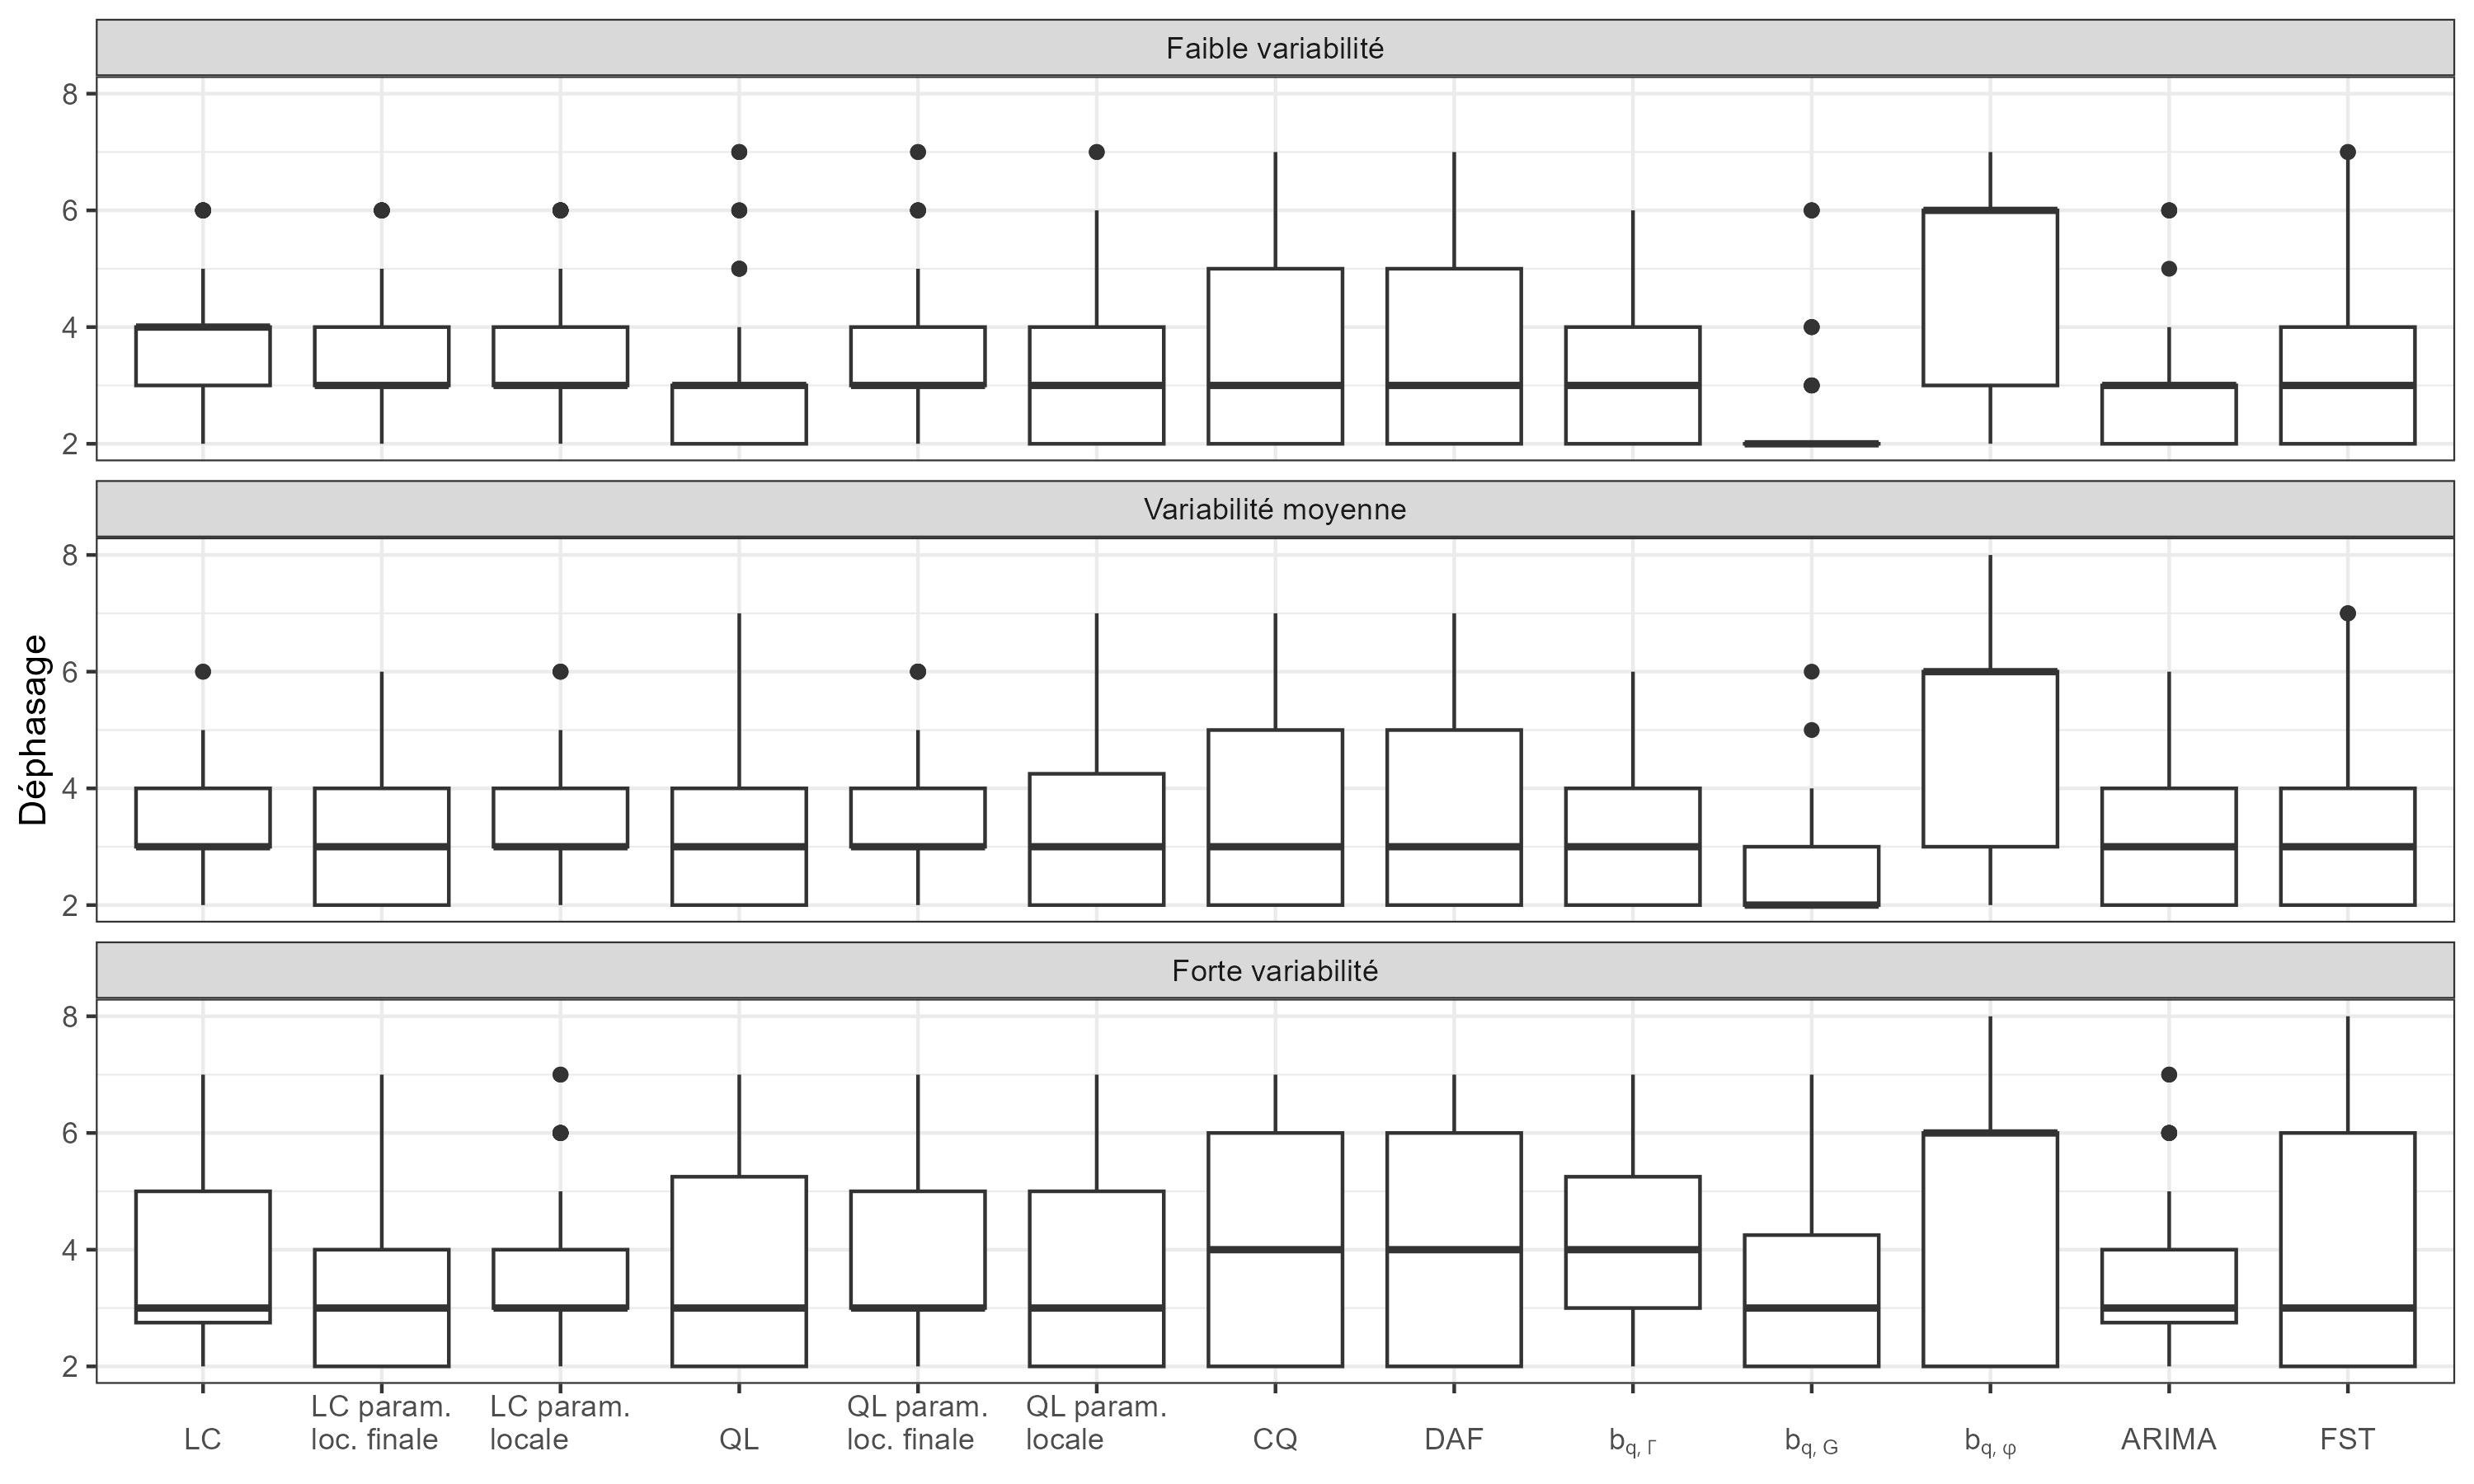 Faible variabilité
8
6
4
2
Variabilité moyenne
8
6
4
2
Déphasage
Forte variabilité
8
6
4
2
LC
LC param.
loc. finale
LC param.
locale
QL
QL param.
loc. finale
QL param.
locale
CQ
DAF
bq, Γ
bq, G
bq, φ
ARIMA
FST